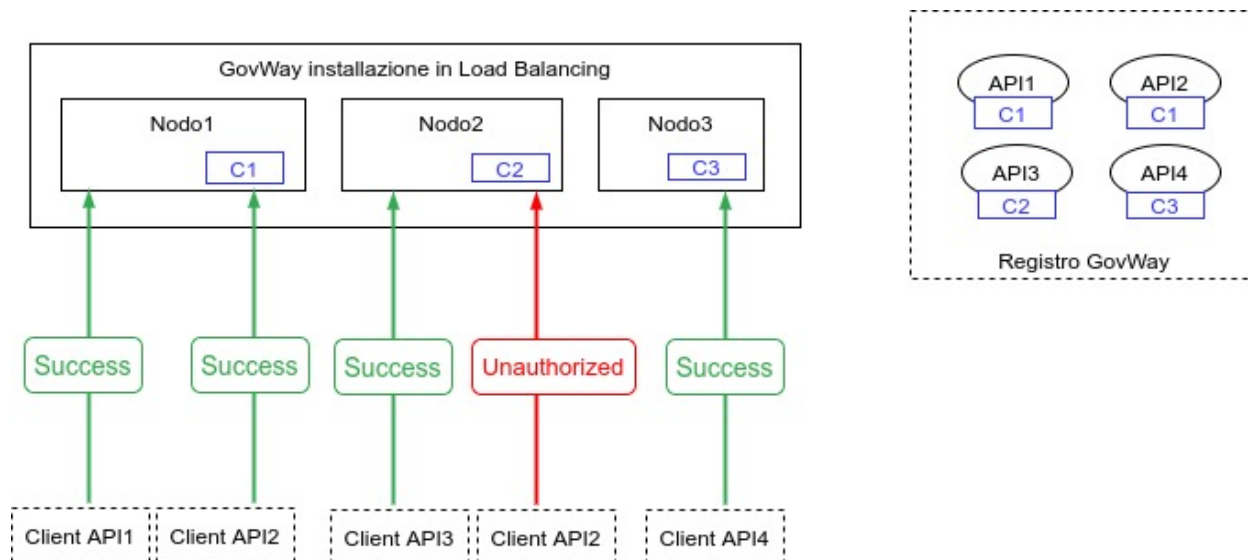 GovWay installazione in Load Balancing
Nodo1
C1
Nodo2
C2
Nodo3
C3
Success
Success
Success
Unauthorized
Success
Client API1
Client API2
Client API3
Client API2
Client API4
API1
C1
API2
C1
API3
C2
API4
C3
Registro GovWay